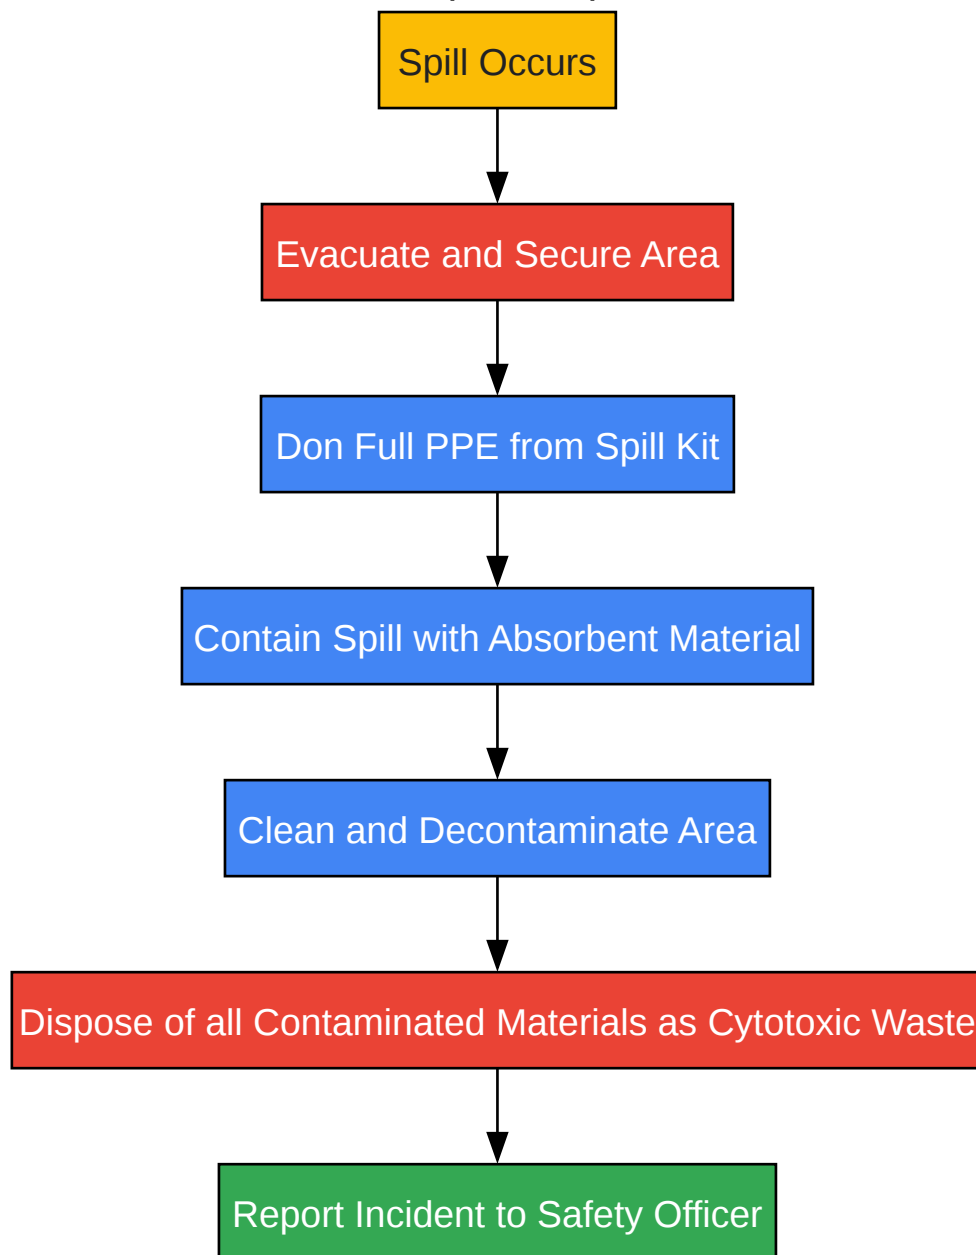 Spill Occurs
Evacuate and Secure Area
Don Full PPE from Spill Kit
Contain Spill with Absorbent Material
Clean and Decontaminate Area
Dispose of all Contaminated Materials as Cytotoxic Waste
Report Incident to Safety Officer